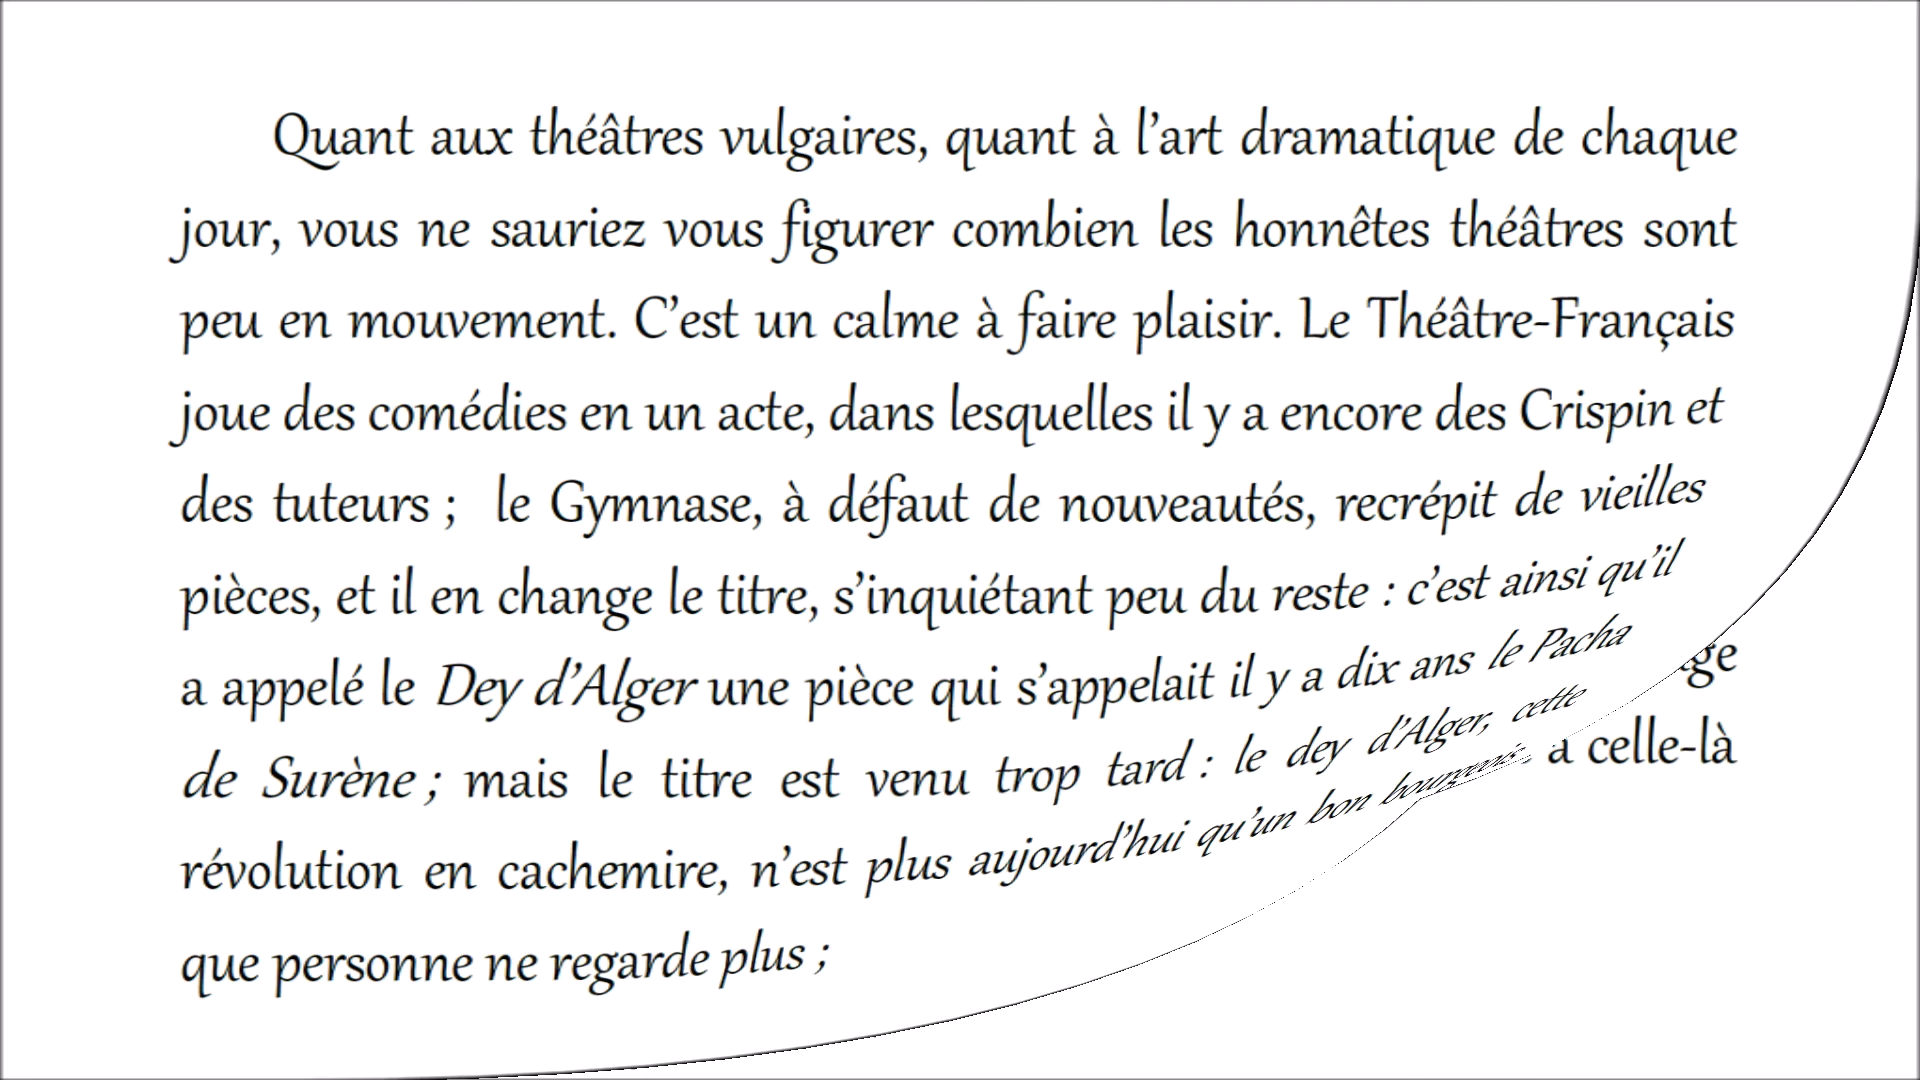 Quant aux théâtres vulgaires, quant à l’art dramatique de chaque
jour, vous ne sauriez vous figurer combien les honnêtes théâtres sont
peu en mouvement. C’est un calme à faire plaisir. Le Théâtre-Français
joue des comédies en un acte, dans lesquelles il y a encore des Crispin et
des tuteurs ; le Gymnase, à défaut de nouveautés, recrépit de vieilles
pièces, et il en change le titre, s’inquiétant peu du reste : c’est ainsi qu’il
a appelé le Dey d’Alger une pièce qui s’appelait il y a dix ans le Pacha
de Surène ; mais le titre est venu trop tard : le dey d’Alger, cette
révolution en cachemire, n’est plus aujourd’hui qu’un bon bourgeois
que personne ne regarde plus ;
à celle-là